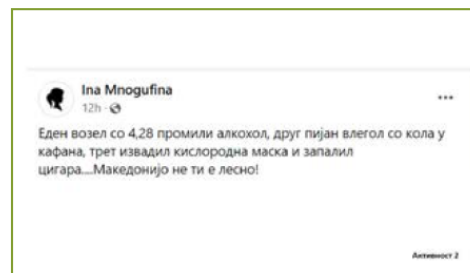 Ina Mnogufina
12h ·
Еден возел со 4,28 промили алкохол, друг пијан влегол со кола у
кафана, трет извадил кислородна маска и запалил
цигара....Македонијо не ти е лесно!
Активност 2